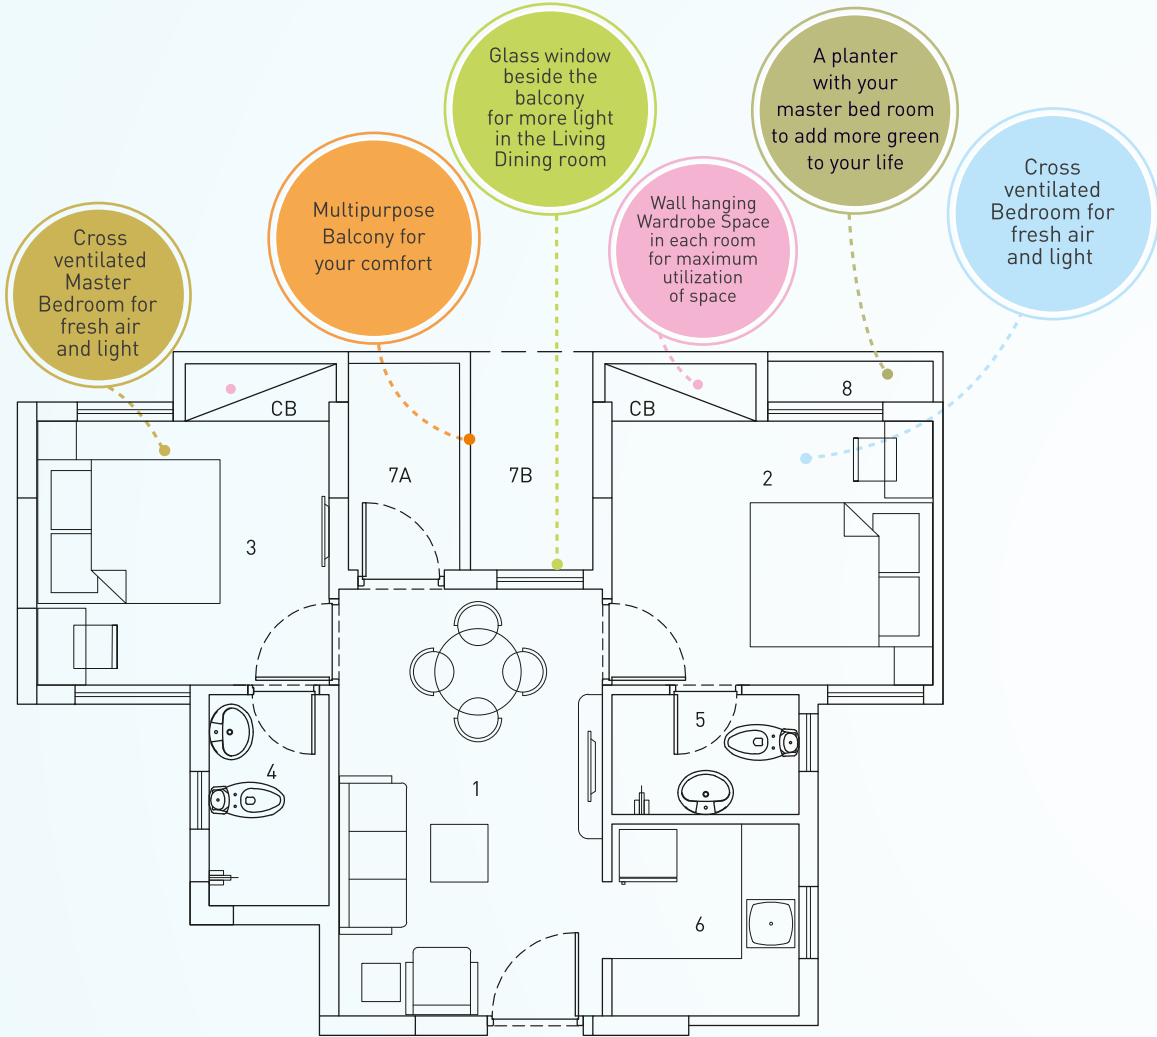 Glass window
beside the
balcony
for more light
in the Living
Dining room
A planter
with your
master bed room
to add more green
to your life
Cross
ventilated
Bedroom for
fresh air
and light
Multipurpose
Balcony for
your comfort
Wall hanging
Wardrobe Space
in each room
for maximum
utilization
of space
Cross
ventilated
Master
Bedroom for
fresh air
and light
CB
CB
8
7A
7B
2
3
5
4
1
6